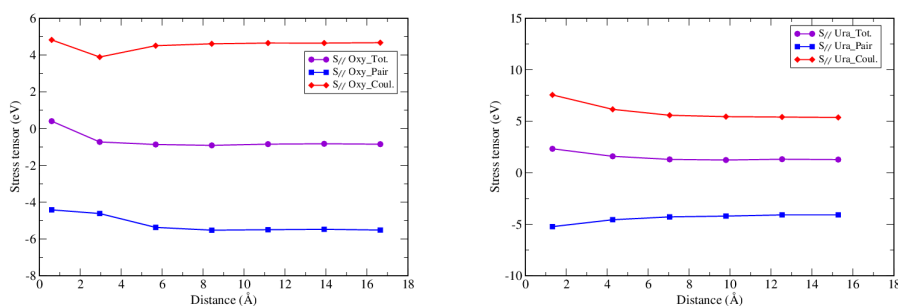 6
4
2
0
-2
-4
-6
-8
Stress tensor (eV)
0 2 4 6 8 10 12 14 16 18
Distance (Å)
S// Oxy_Tot.
S// Oxy_Pair
S// Oxy_Coul.
15
10
5
0
-5
-10
Stress tensor (eV)
0 2 4 6 8 10 12 14 16 18
Distance (Å)
S// Ura_Tot.
S// Ura_Pair
S// Ura_Coul.